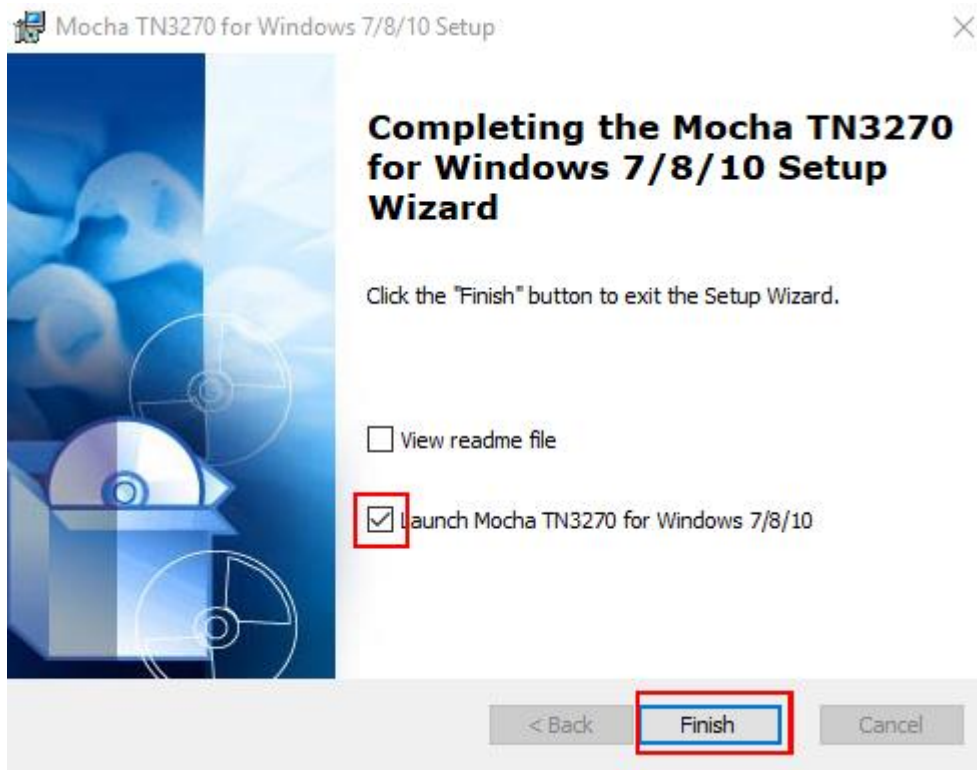 Mocha TN3270 for Windows 7/8/10 Setup
Completing the Mocha TN3270
for Windows 7/8/10 Setup
Wizard
Click the "Finish" button to exit the Setup Wizard.
View readme file
Launch Mocha TN3270 for Windows 7/8/10
< Back Finish Cancel